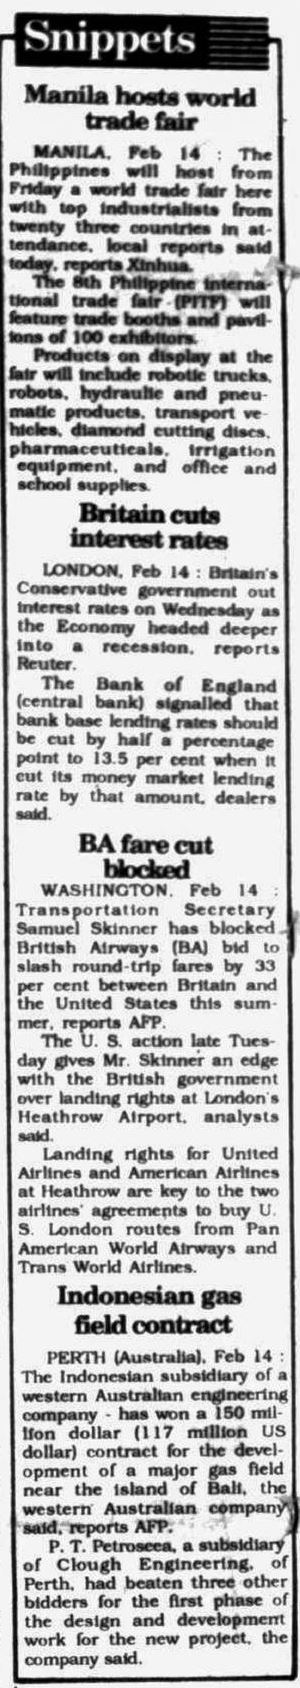 Snippets
Manila hosts world
trade fair
MANILA, Feb 14 : The
Philippines will host from
Friday a world trade fair here
with top industrialists from
twenty three countries in at-
tendance, local reports said
today, reports Xinhua.
The 8th Philippine interna-
tional trade fair (PITF) will
feature trade booths and pavil-
ions of 100 exhibitors.
Products on display at the
fair will include robotic trucks,
robots, hydraulic and pneu-
matic products, transport ve-
hicles, diamond cutting discs,
pharmaceuticals, irrigation
equipment, and office and
school supplies.
Britain cuts
interest rates
LONDON, Feb 14 : Britain's
Conservative government out
interest rates on Wednesday as
the Economy headed deeper
into a recession, reports
Reuter.
The Bank of England
(central bank) signalled that
bank base lending rates should
be cut by half a percentage
point to 13.5 per cent when it
cut its money market lending
rate by that amount, dealers
said.
BA fare cut
blocked
WASHINGTON, Feb 14 :
Transportation Secretary
Samuel Skinner has blocked
British Airways (BA) bid to
slash round-trip fares by 33
per cent between Britain and
the United States this sum-
mer, reports AFP.
The U. S. action late Tues-
day gives Mr. Skinner an edge
with the British government
over landing rights at London's
Heathrow Airport, analysts
said.
Landing rights for United
Airlines and American Airlines
at Heathrow are key to the two
airlines' agreements to buy U.
S. London routes from Pan
American World Airways and
Trans World Airlines.
Indonesian gas
field contract
PERTH (Australia), Feb 14 :
The Indonesian subsidiary of a
western Australian engineering
company - has won a 150 mil-
lion dollar (117 million US
dollar) contract for the devel-
opment of a major gas field
near the island of Bali, the
western Australian company
said, reports AFP.
P. T. Petrosea, a subsidiary
of Clough Engineering, of
Perth, had beaten three other
bidders for the first phase of
the design and development
work for the new project, the
company said.